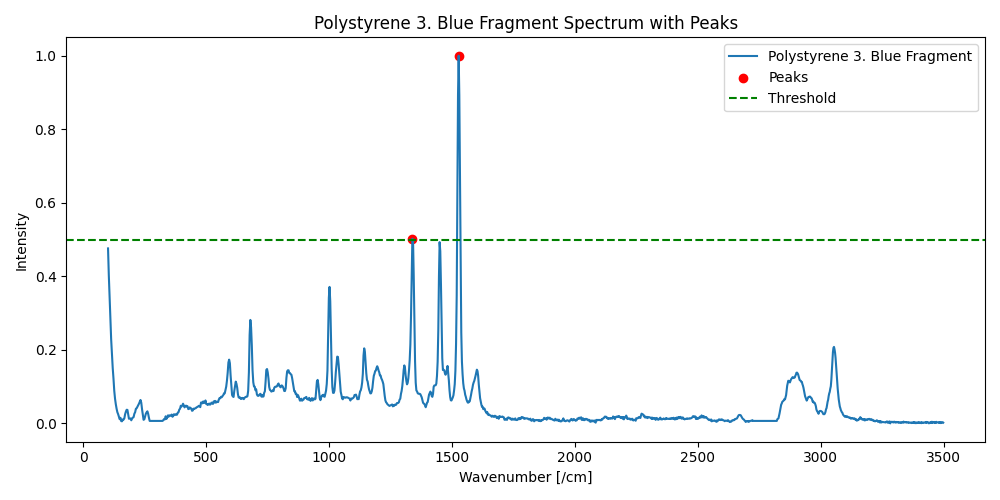 Polystyrene 3. Blue Fragment Spectrum with Peaks
Polystyrene 3. Blue Fragment
Peaks
Threshold
Intensity
1.0
0.8
0.6
0.4
0.2
0.0
0 500 1000 1500 2000 2500 3000 3500
Wavenumber [/cm]